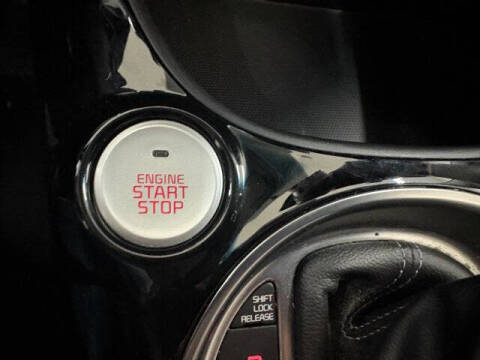 ENGINE
START
STOP
SHIFT
LOCK
RELEASE